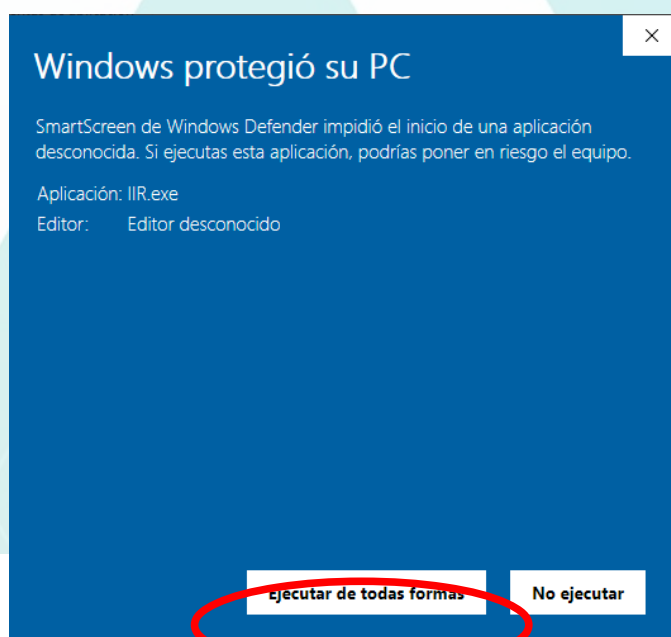 Windows protegió su PC
SmartScreen de Windows Defender impidió el inicio de una aplicación
desconocida. Si ejecutas esta aplicación, podrías poner en riesgo el equipo.
Aplicación: IIR.exe
Editor: Editor desconocido
Ejecutar de todas formas
No ejecutar